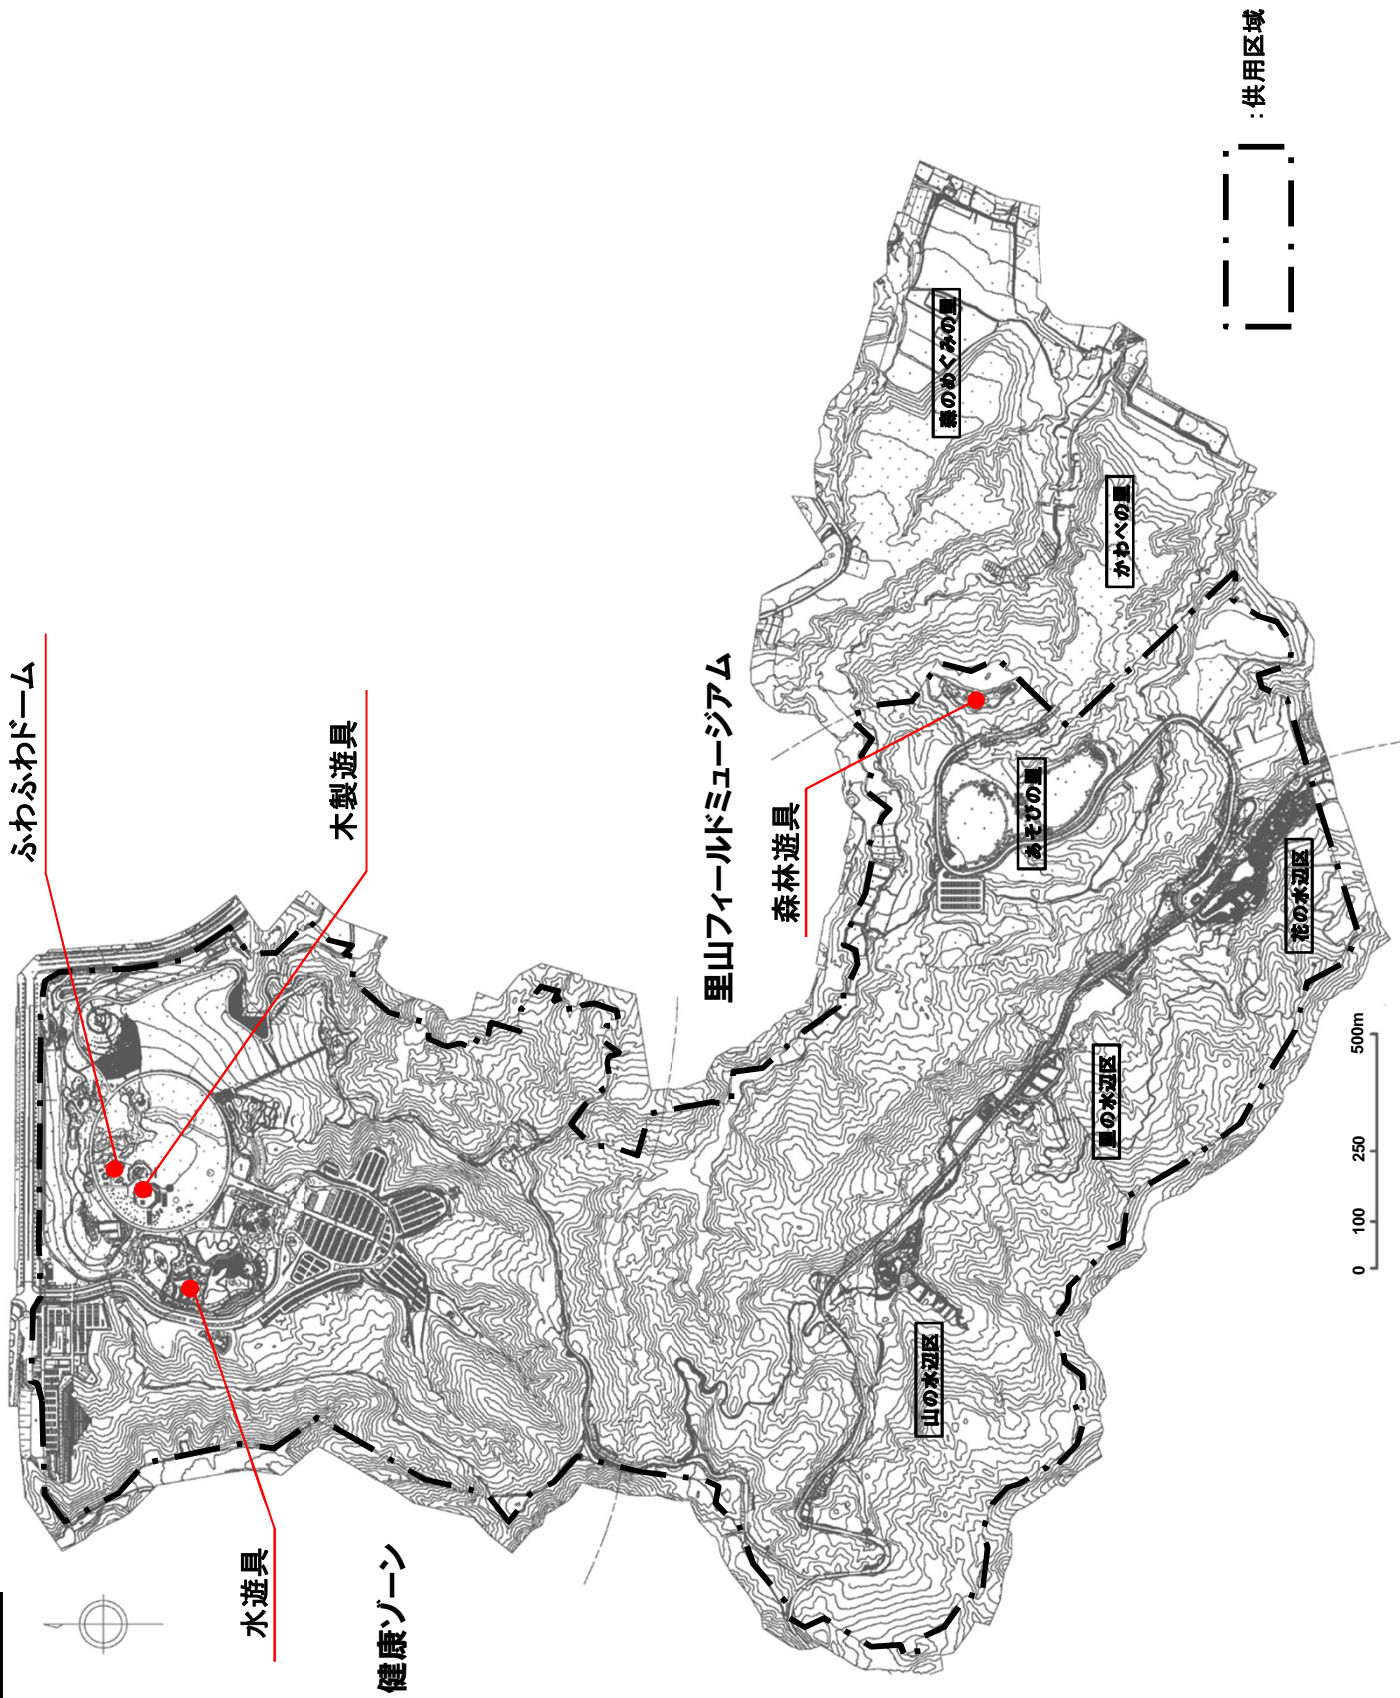 ふわふわドーム
木製遊具
水遊具
健康ゾーン
里山フィールドミュージアム
森林遊具
森のめぐみの里
かわべの里
あそびの里
花の水辺区
里の水辺区
山の水辺区
0 100 250 500m
：供用区域